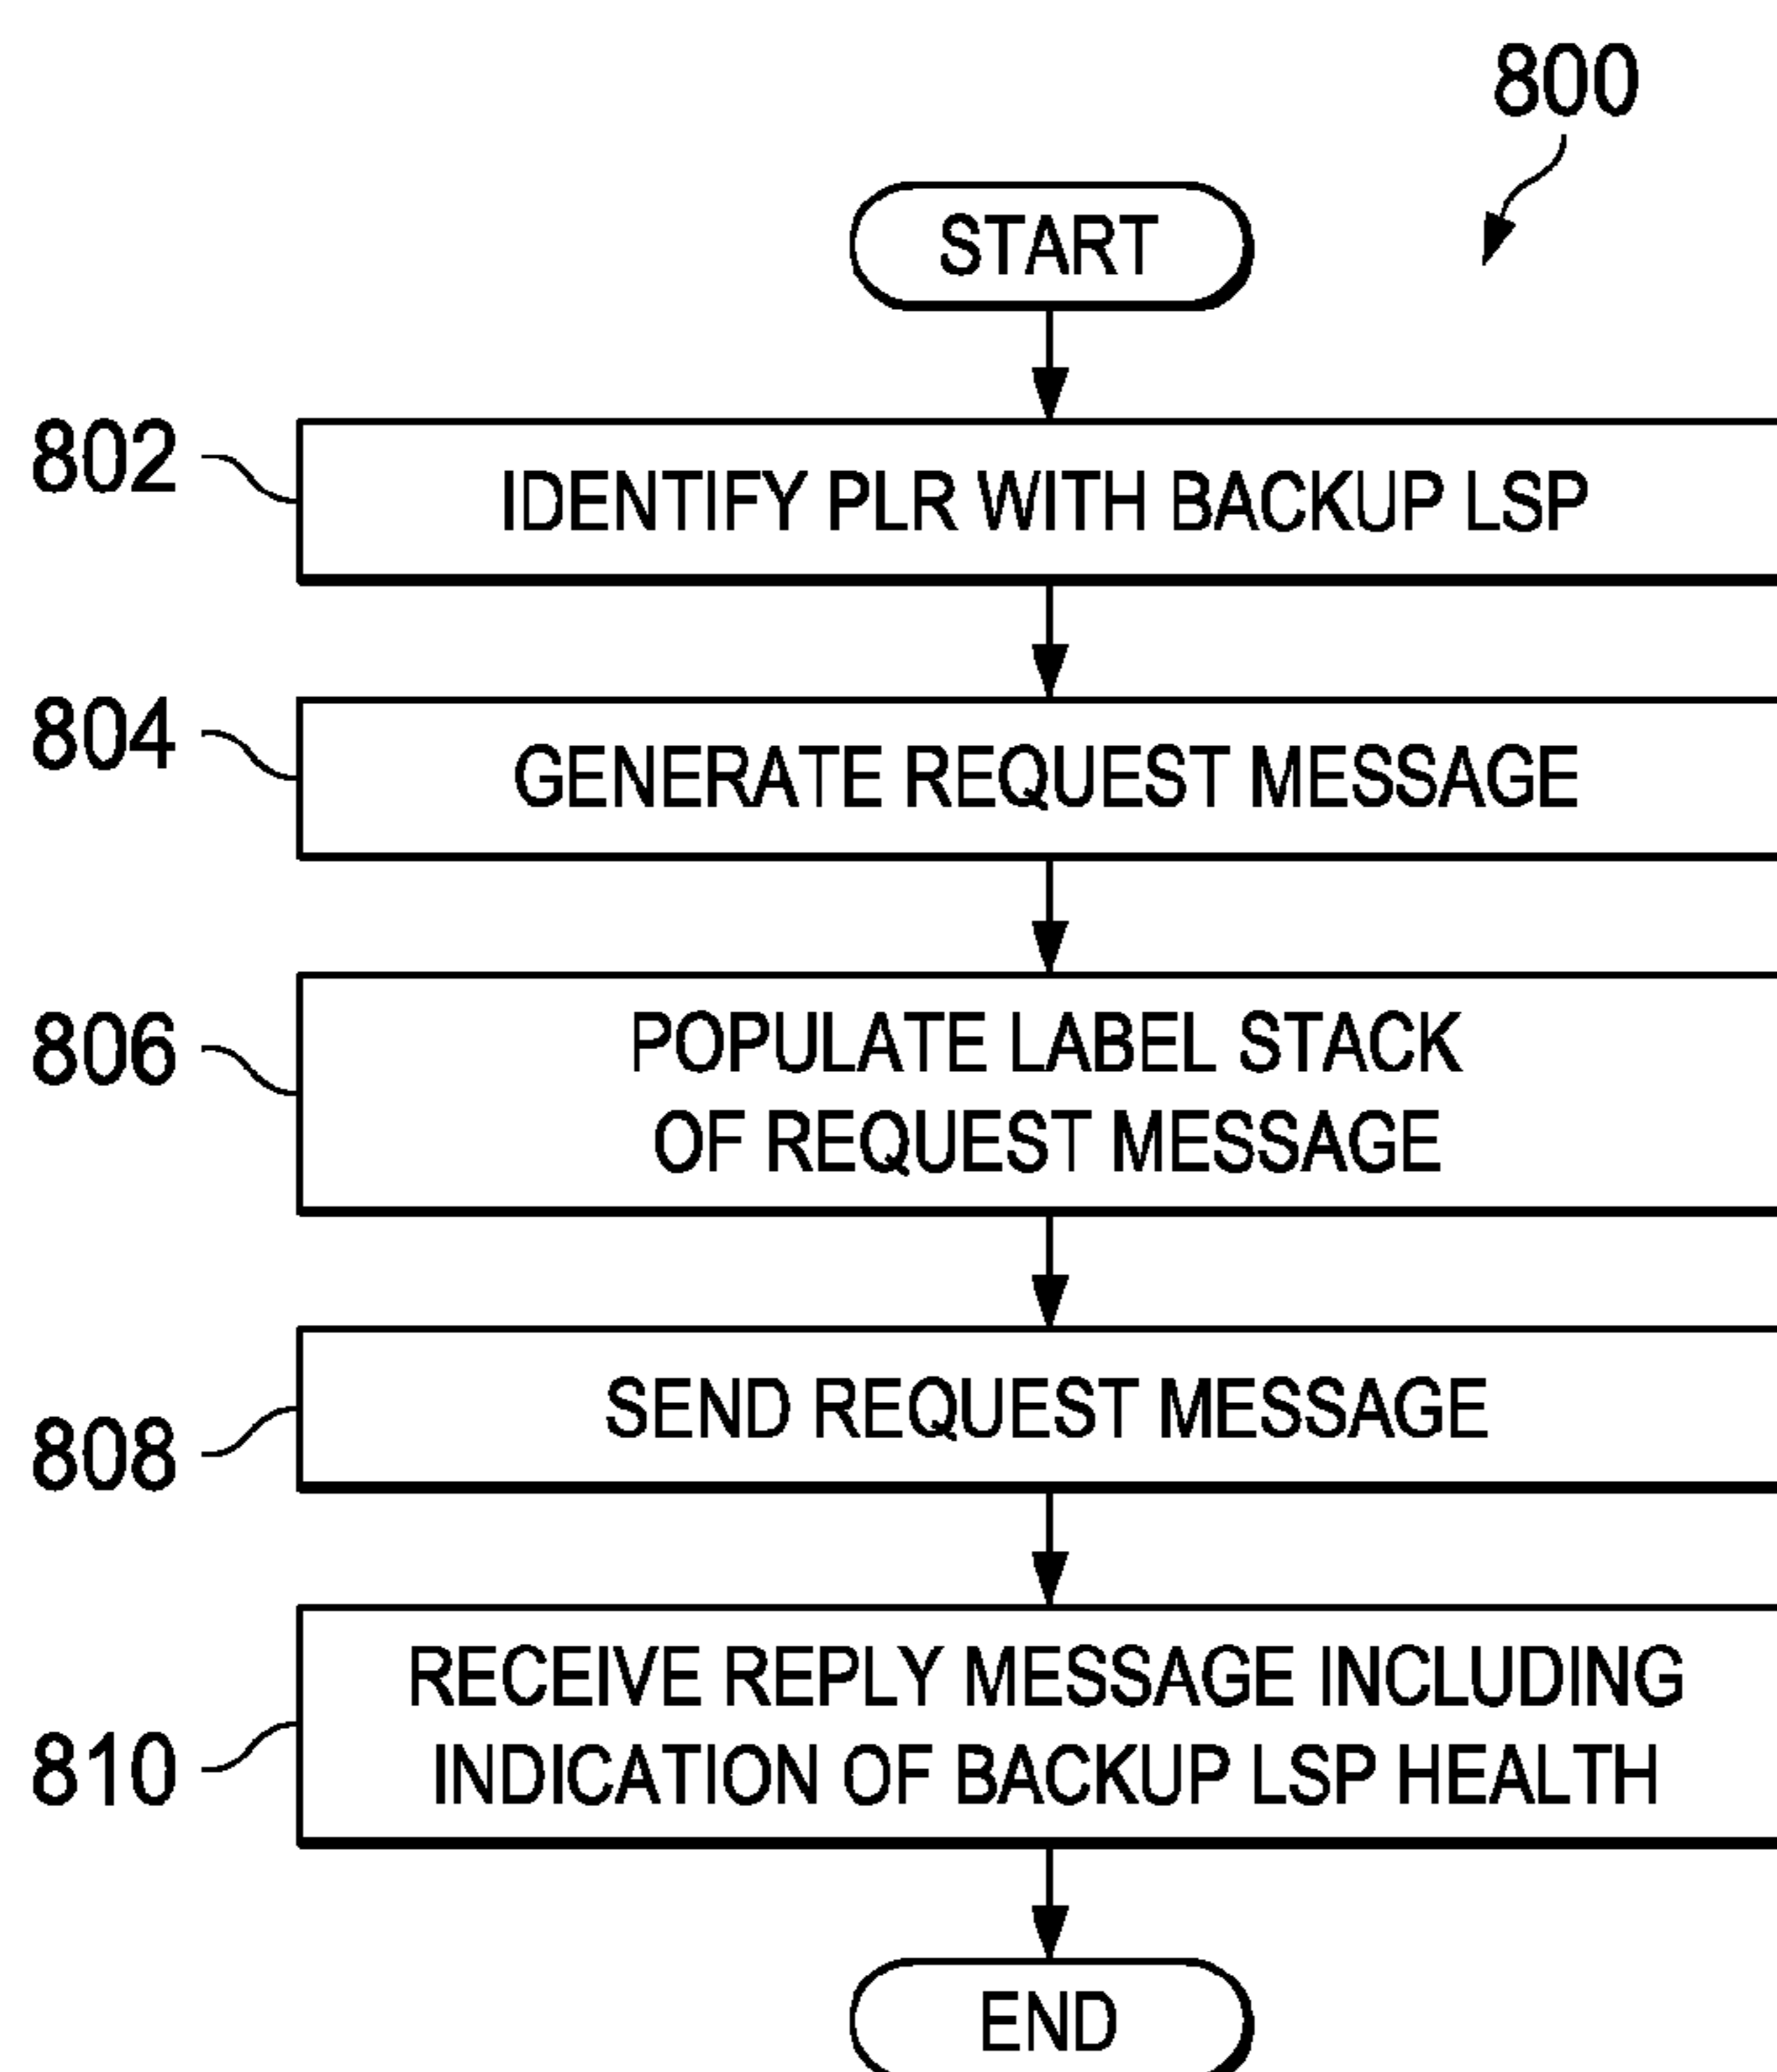 800
START
802
IDENTIFY PLR WITH BACKUP LSP
804
GENERATE REQUEST MESSAGE
806
POPULATE LABEL STACK
OF REQUEST MESSAGE
808
SEND REQUEST MESSAGE
810
RECEIVE REPLY MESSAGE INCLUDING
INDICATION OF BACKUP LSP HEALTH
END